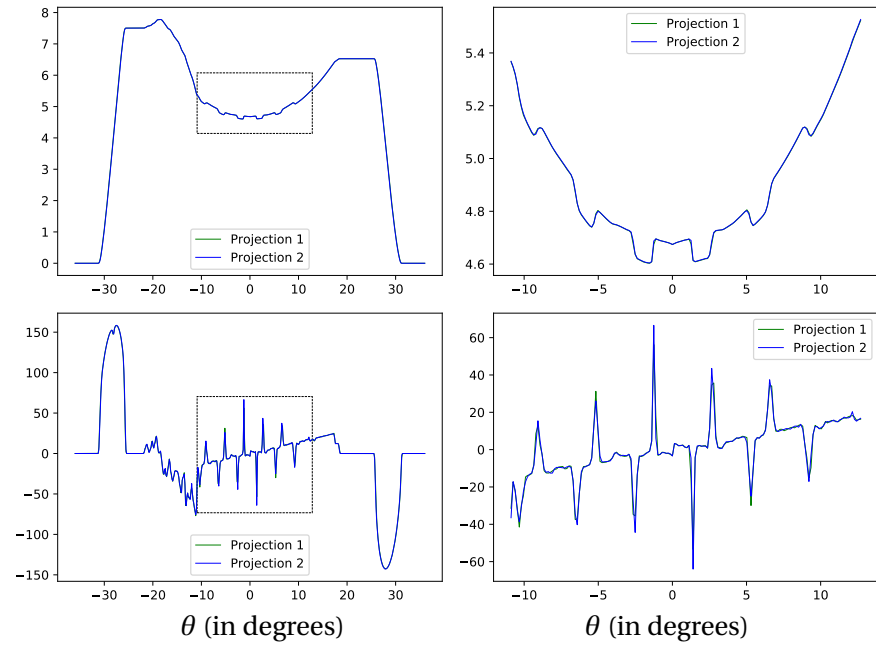 8
7
6
5
4
3
2
1
0
Projection 1
Projection 2
−30 −20 −10 0 10 20 30
5.4
5.2
5.0
4.8
4.6
Projection 1
Projection 2
−10 −5 0 5 10
150
100
50
0
−50
−100
−150
Projection 1
Projection 2
−30 −20 −10 0 10 20 30
θ (in degrees)
60
40
20
0
−20
−40
−60
Projection 1
Projection 2
−10 −5 0 5 10
θ (in degrees)